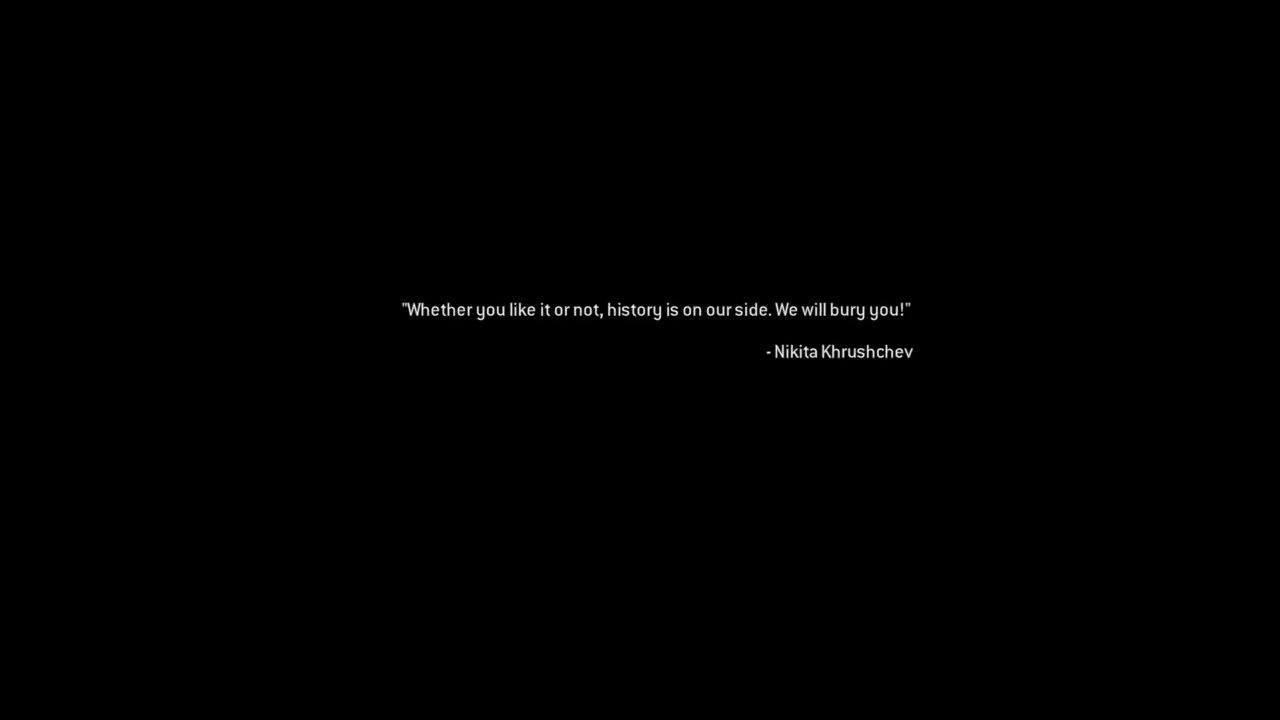 "Whether you like it or not, history is on our side. We will bury you!"
- Nikita Khrushchev